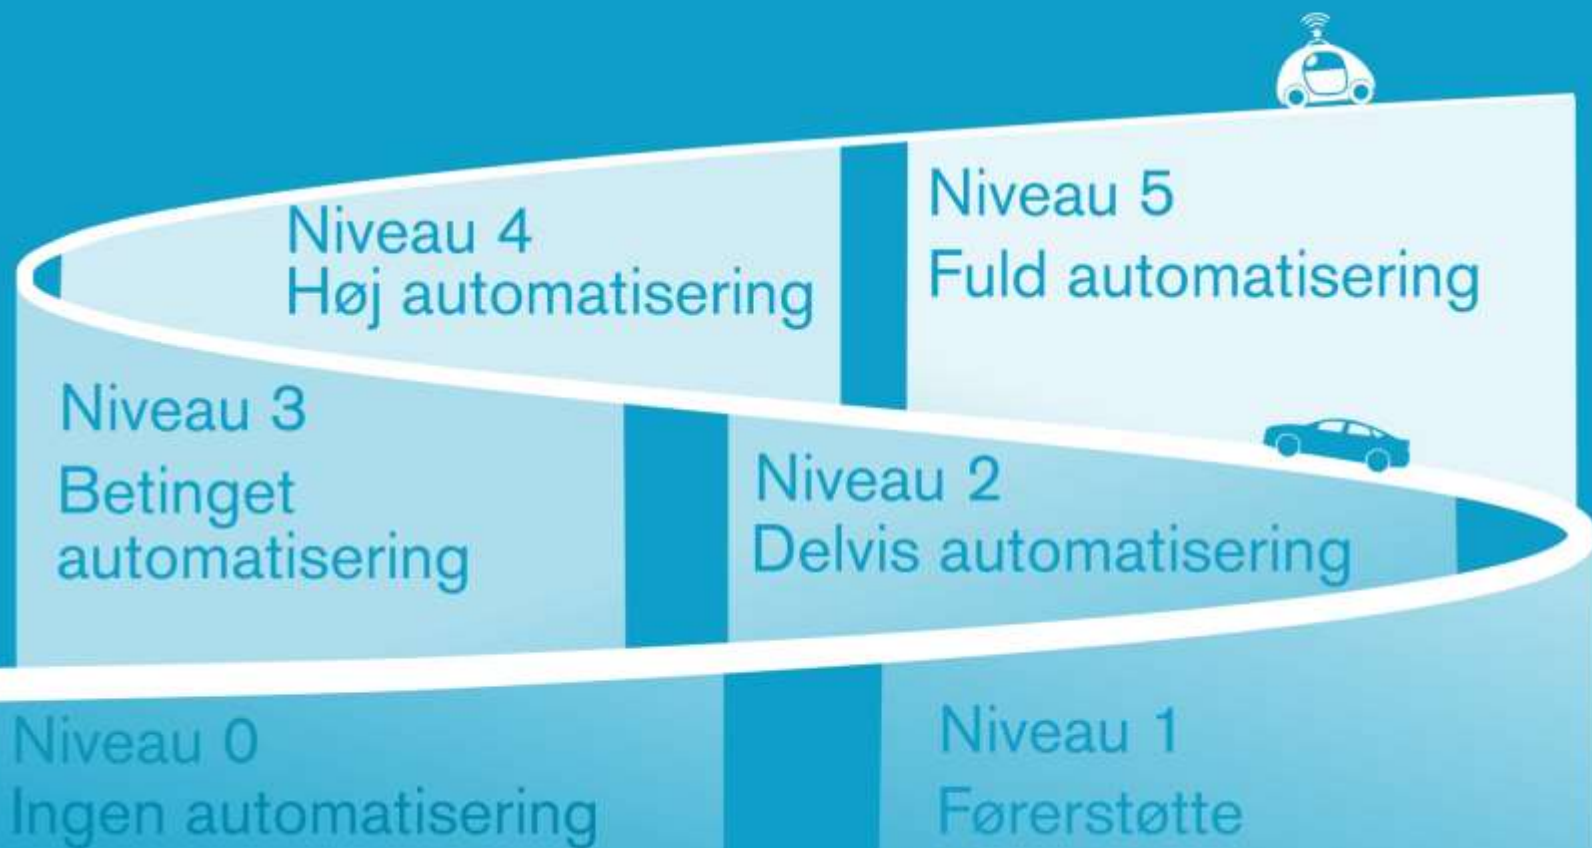 Niveau 4
Høj automatisering
Niveau 5
Fuld automatisering
Niveau 3
Betinget
automatisering
Niveau 2
Delvis automatisering
Niveau 0
Ingen automatisering
Niveau 1
Førerstøtte